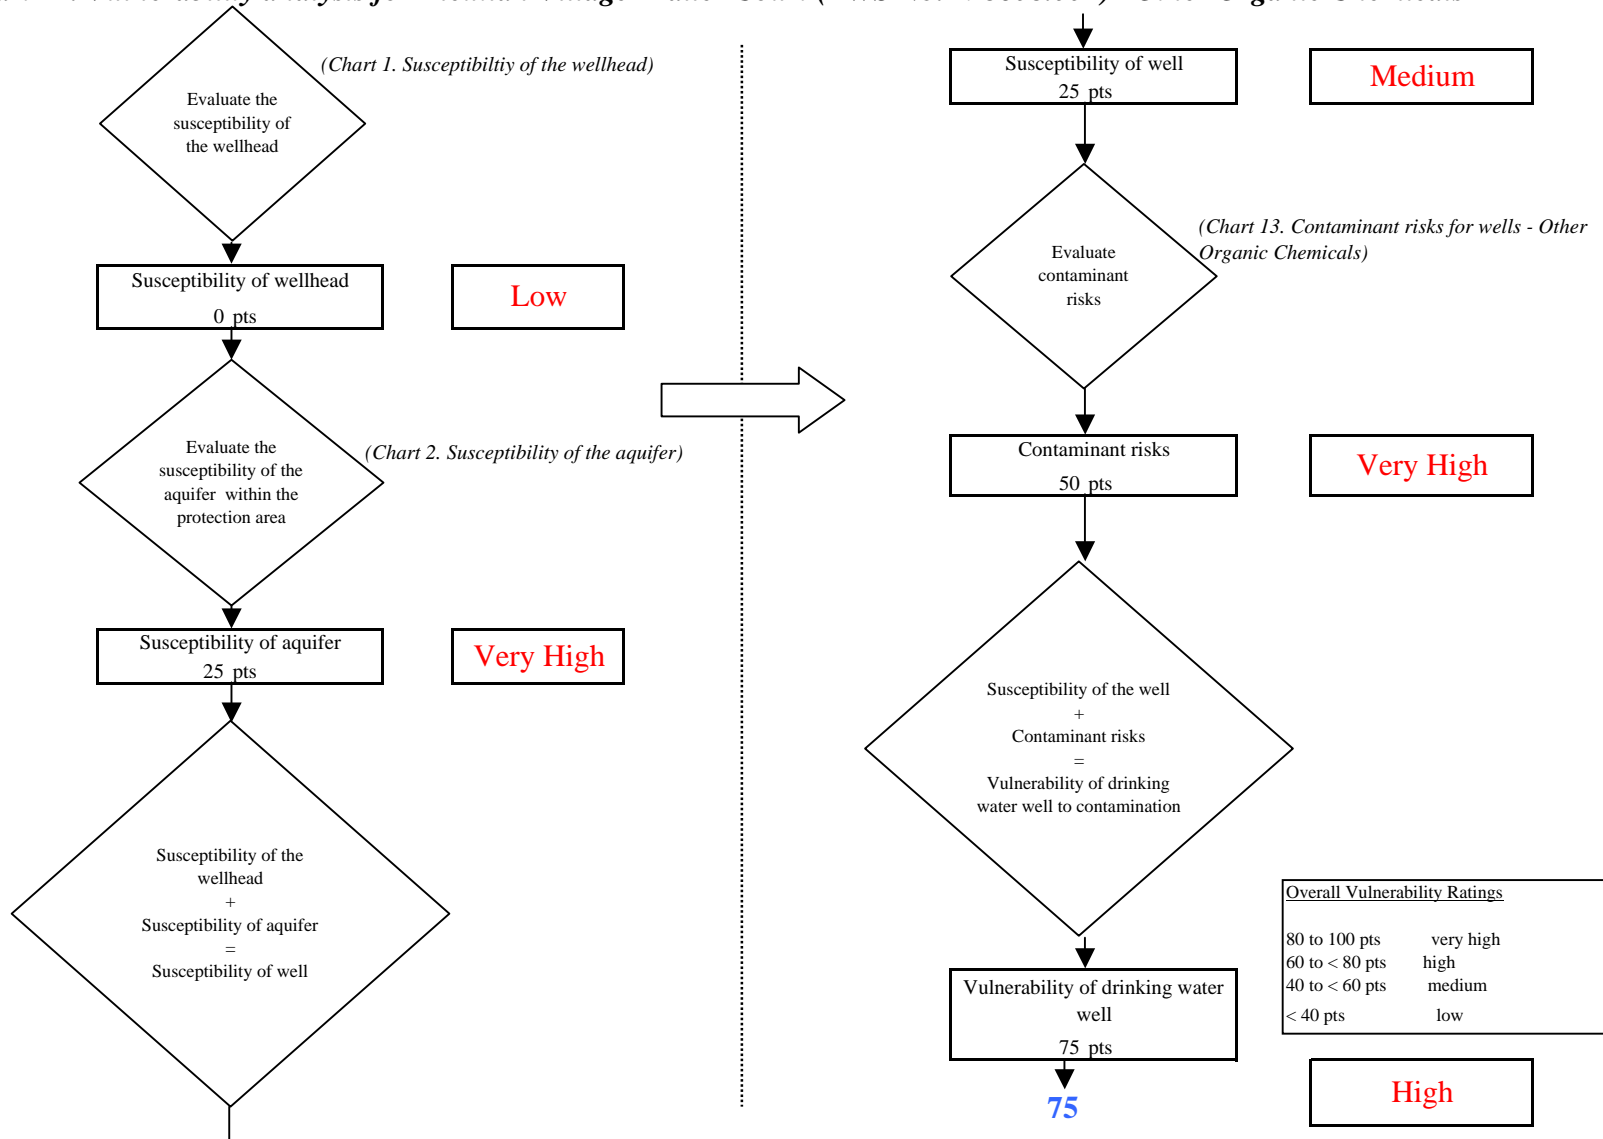 (Chart 1. Susceptibiltiy of the wellhead)
Evaluate the
susceptibility of
the wellhead
Susceptibility of wellhead
0 pts
Low
Evaluate the
susceptibility of the
aquifer within the
protection area
(Chart 2. Susceptibility of the aquifer)
Susceptibility of aquifer
25 pts
Very High
Susceptibility of the
wellhead
+
Susceptibility of aquifer
=
Susceptibility of well
Susceptibility of well
25 pts
Medium
(Chart 13. Contaminant risks for wells - Other
Organic Chemicals)
Evaluate
contaminant
risks
Contaminant risks
50 pts
Very High
Susceptibility of the well
+
Contaminant risks
=
Vulnerability of drinking
water well to contamination
Vulnerability of drinking water
well
75 pts
75
Overall Vulnerability Ratings
80 to 100 pts very high
60 to < 80 pts high
40 to < 60 pts medium
< 40 pts low
High